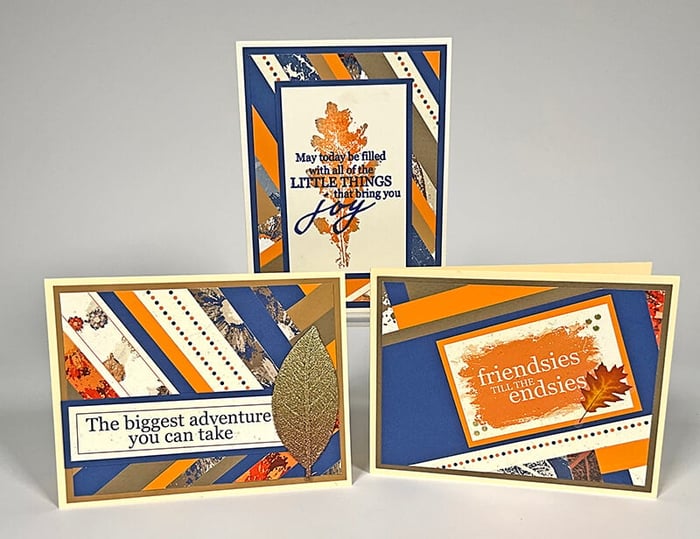 May today be filled
with all of the
LITTLE THINGS
that bring you
joy
The biggest adventure
you can take
friendsies
TILL THE
endsies